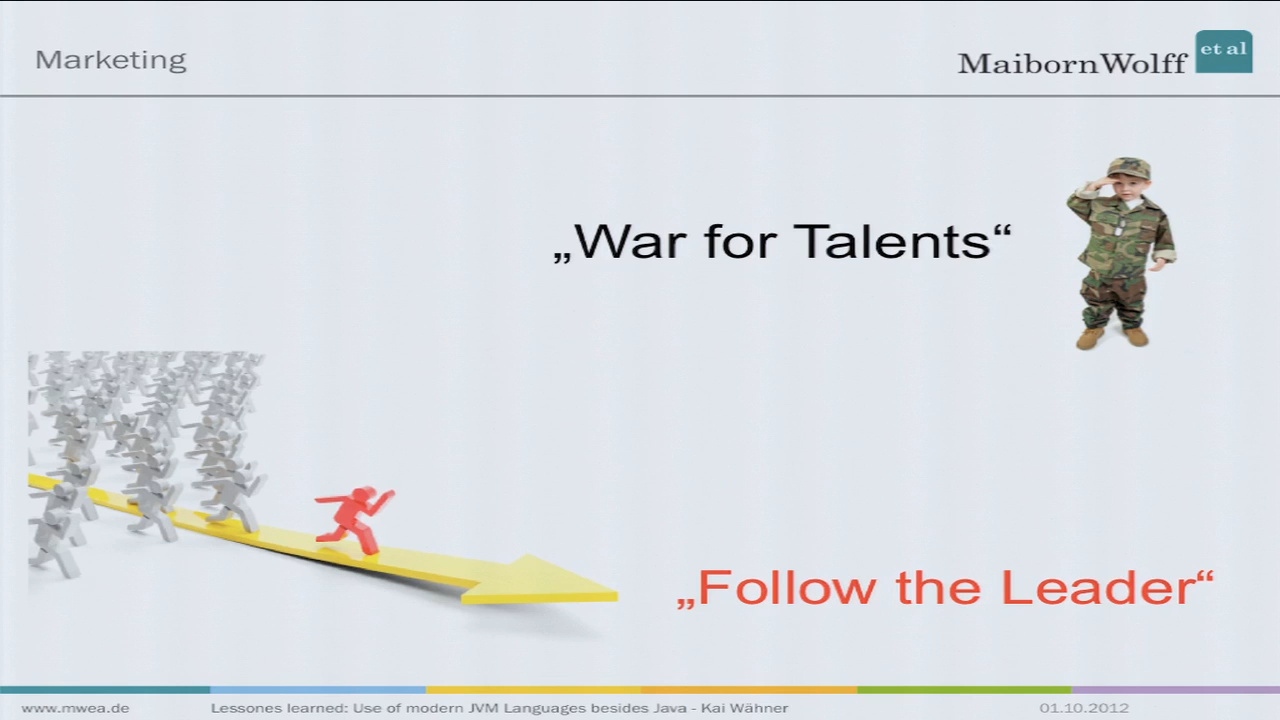 Marketing
MaibornWolff et al
„War for Talents“
„Follow the Leader“
www.mwea.de
Lessones learned: Use of modern JVM Languages besides Java - Kai Wähner
01.10.2012